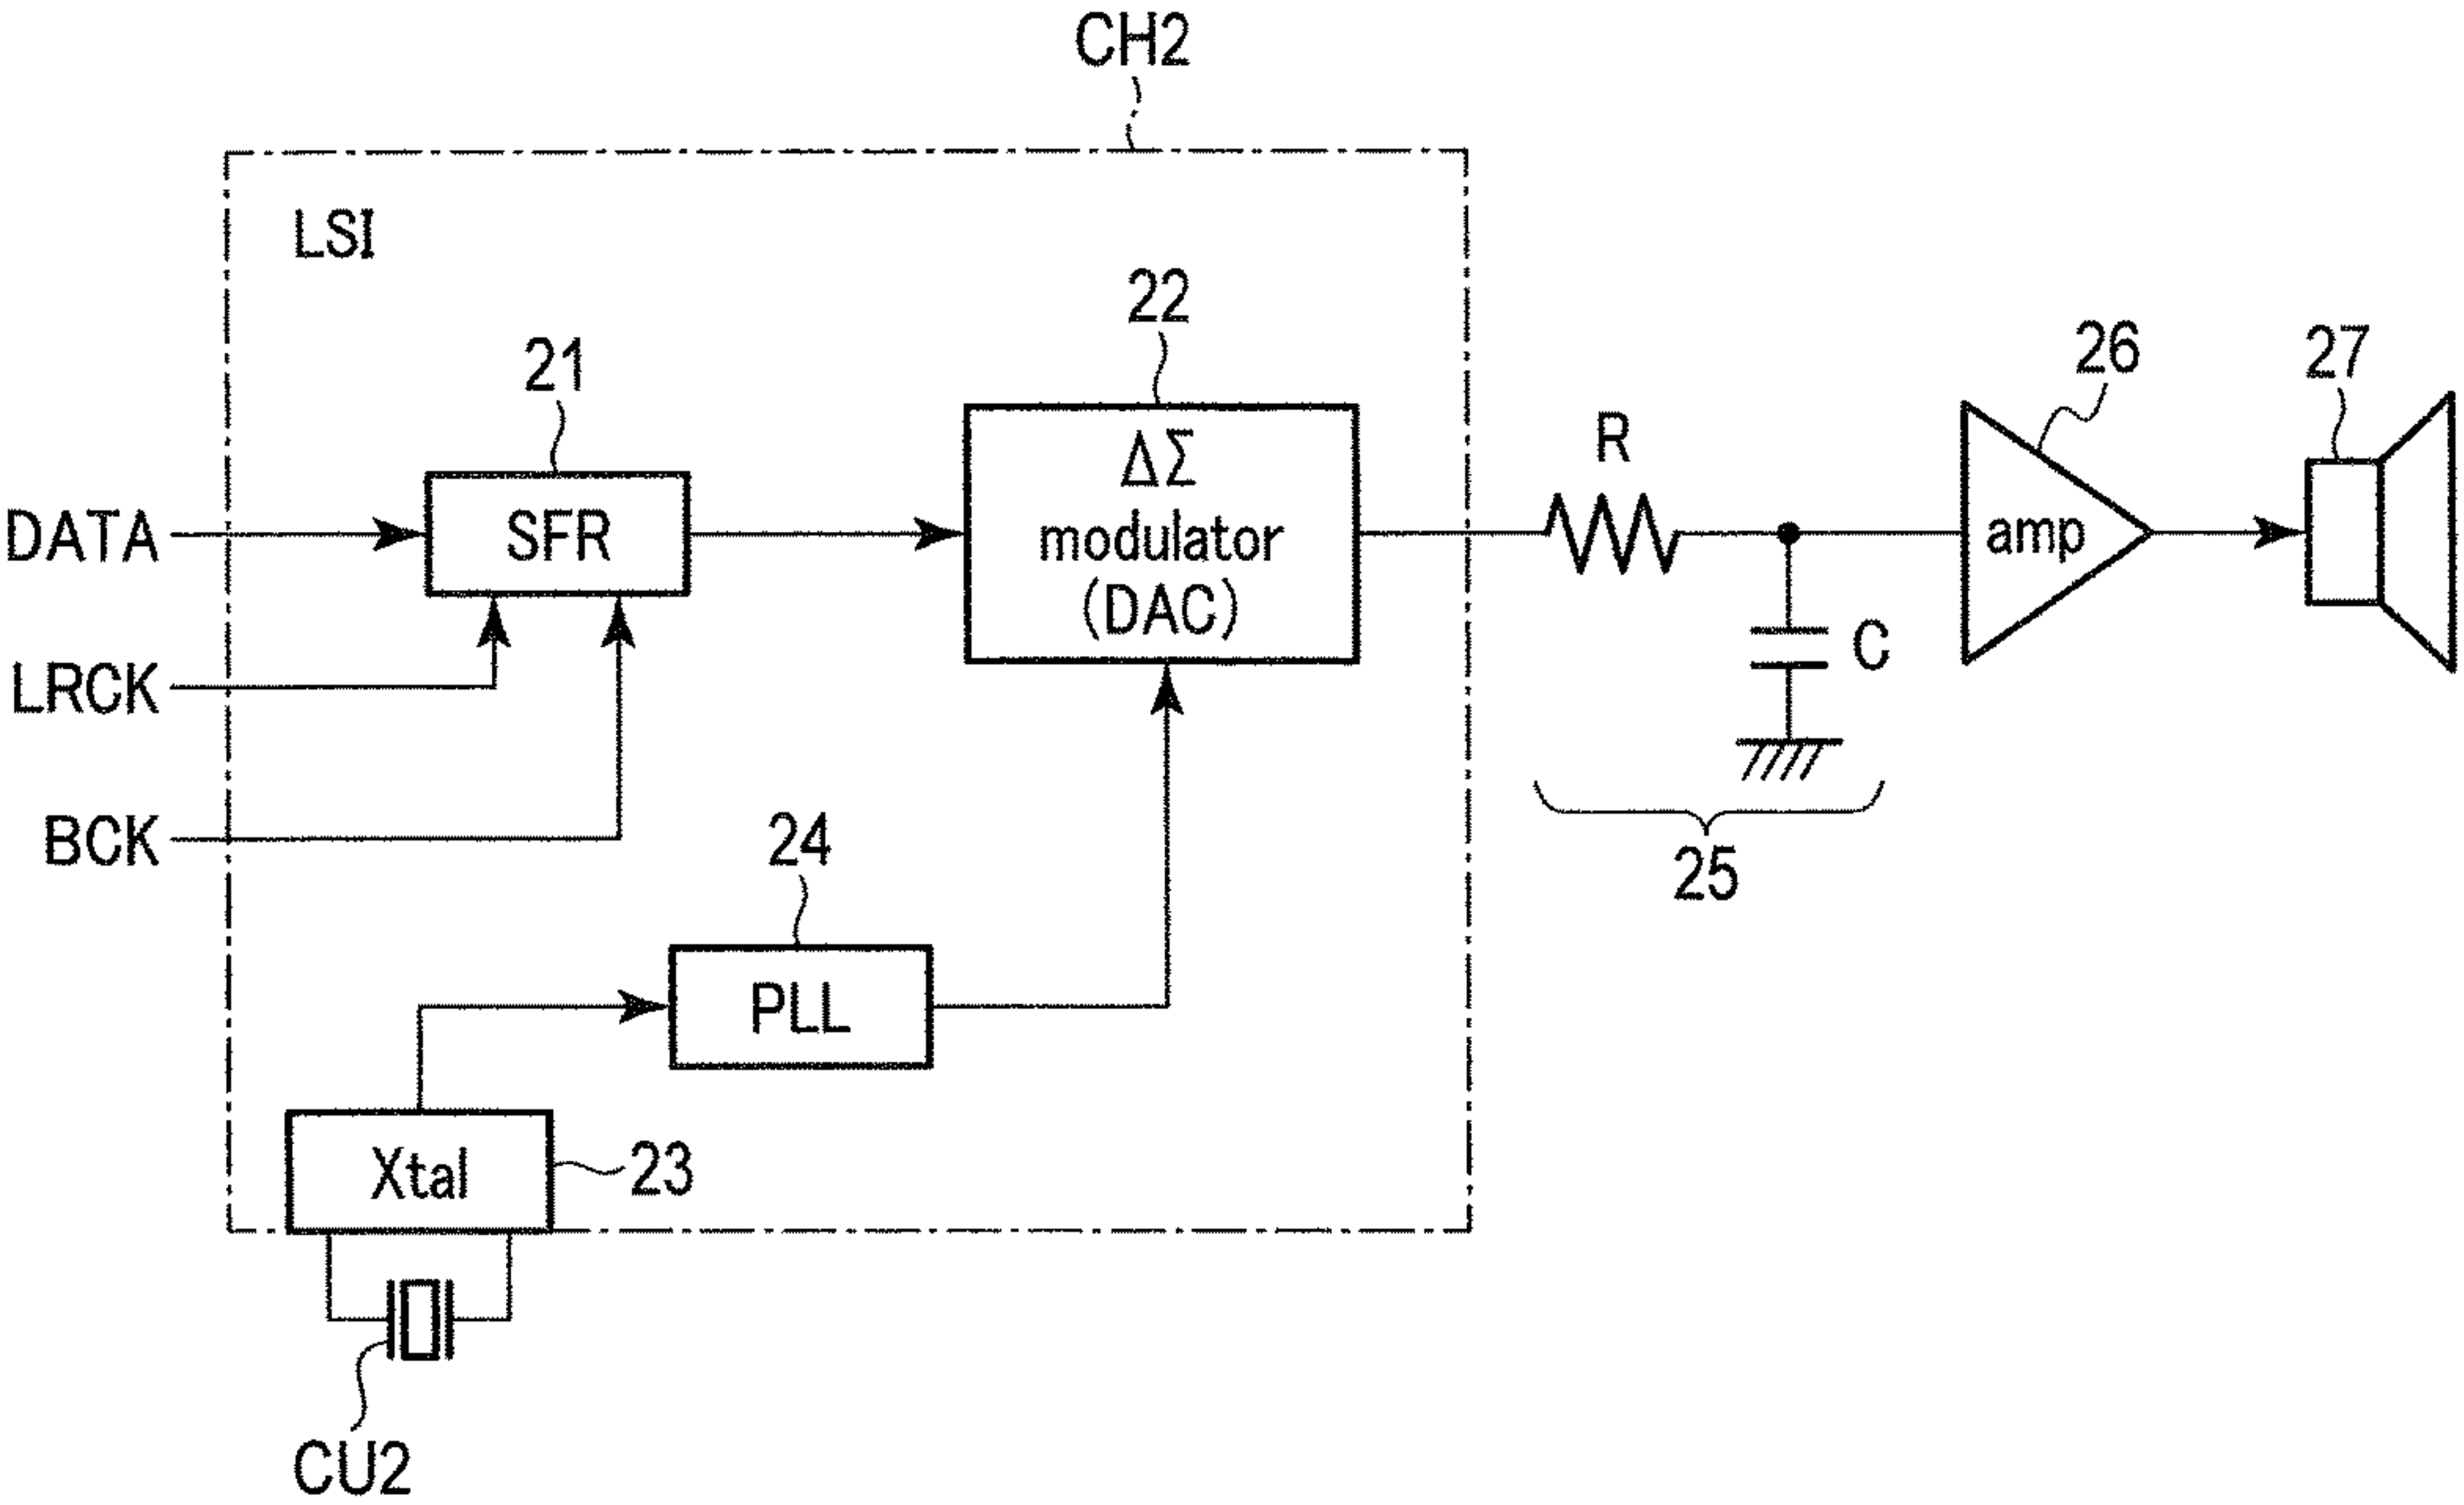 CH2
LSI
22
21
26
27
R
ΔΣ
modulator
(DAC)
DATA
SFR
amp
LRCK
C
BCK
24
25
PLL
Xtal
23
CU2